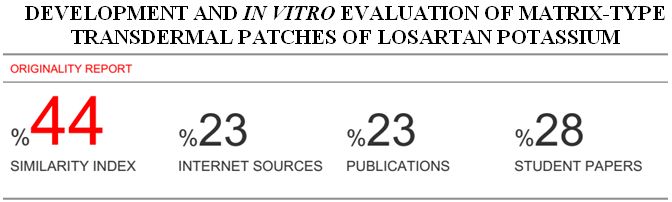 DEVELOPMENT AND IN VITRO EVALUATION OF MATRIX-TYPE
TRANSDERMAL PATCHES OF LOSARTAN POTASSIUM
ORIGINALITY REPORT
%44 %23 %23 %28
SIMILARITY INDEX INTERNET SOURCES PUBLICATIONS STUDENT PAPERS